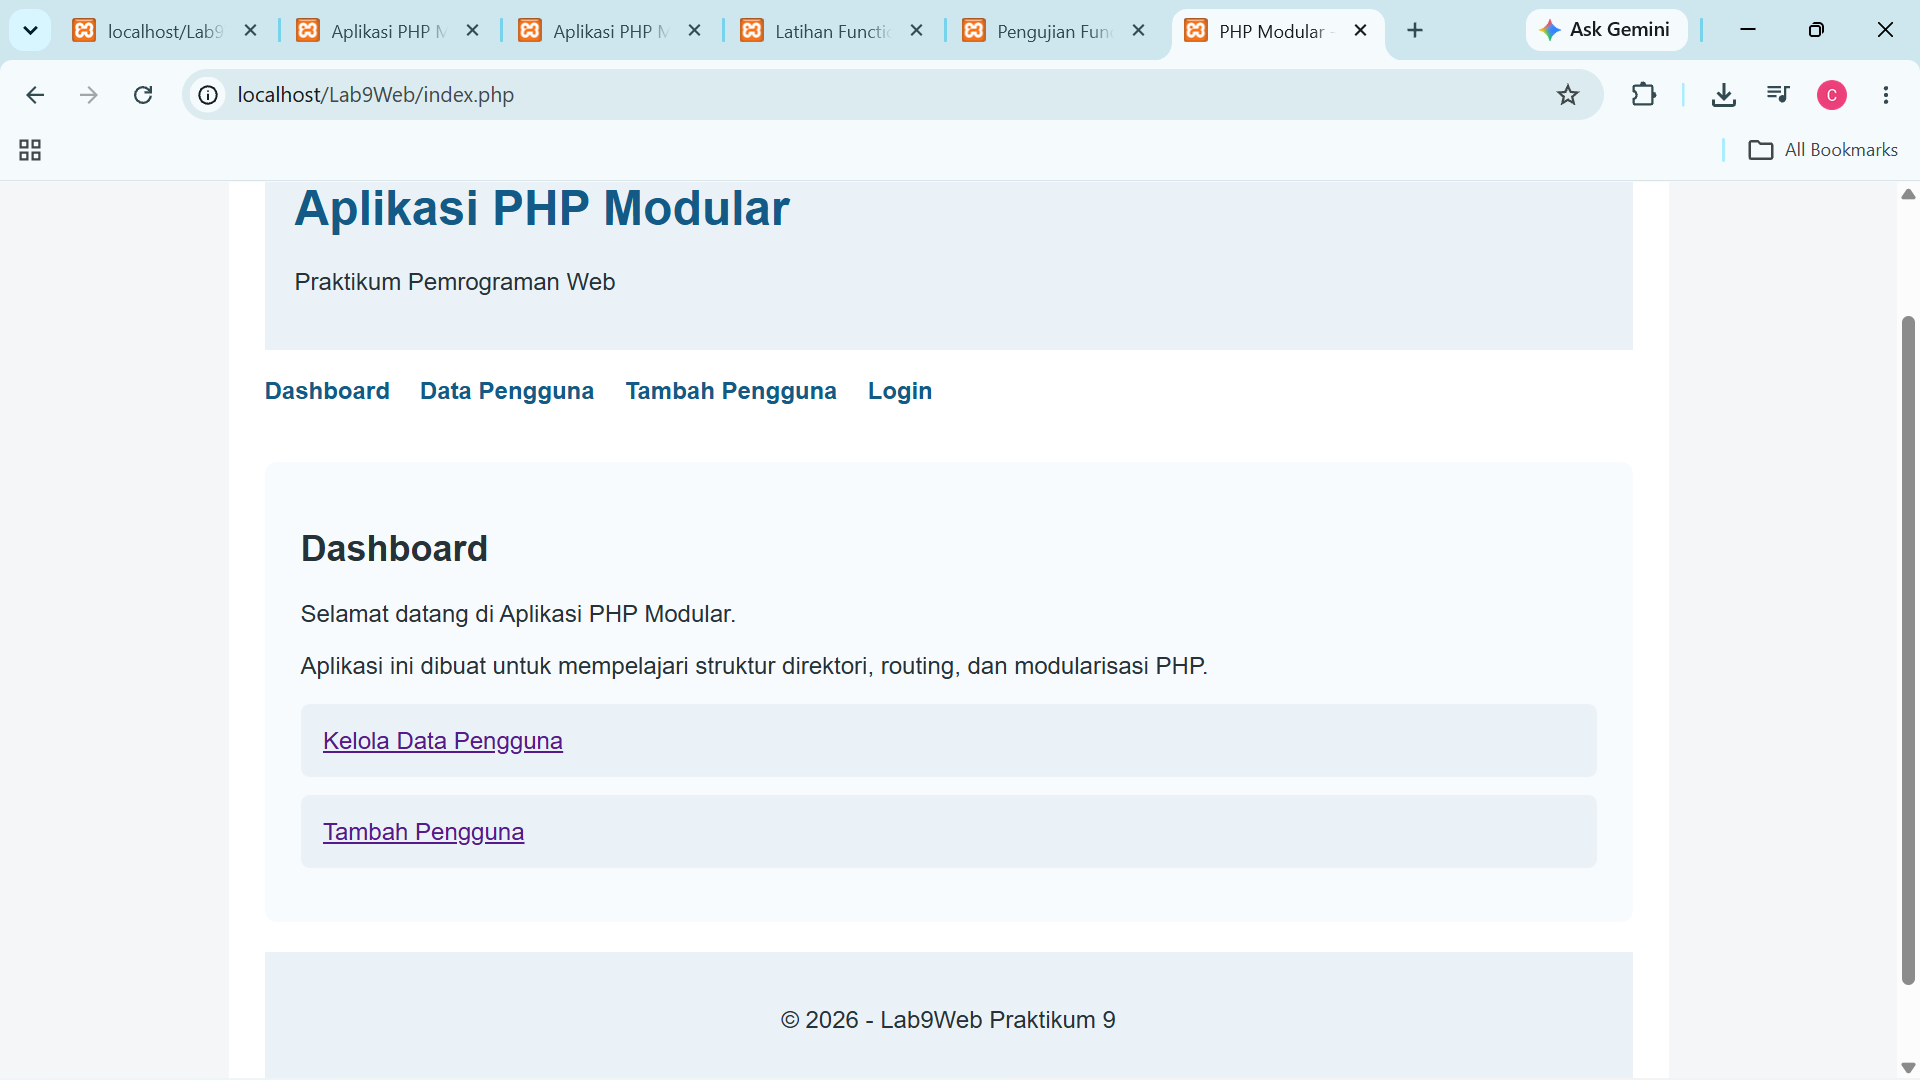 localhost/Lab9
Aplikasi PHP M
Aplikasi PHP M
Latihan Functi
Pengujian Fun
PHP Modular -
Ask Gemini
localhost/Lab9Web/index.php
C
All Bookmarks
Aplikasi PHP Modular
Praktikum Pemrograman Web
Dashboard Data Pengguna Tambah Pengguna Login
Dashboard
Selamat datang di Aplikasi PHP Modular.
Aplikasi ini dibuat untuk mempelajari struktur direktori, routing, dan modularisasi PHP.
Kelola Data Pengguna
Tambah Pengguna
© 2026 - Lab9Web Praktikum 9